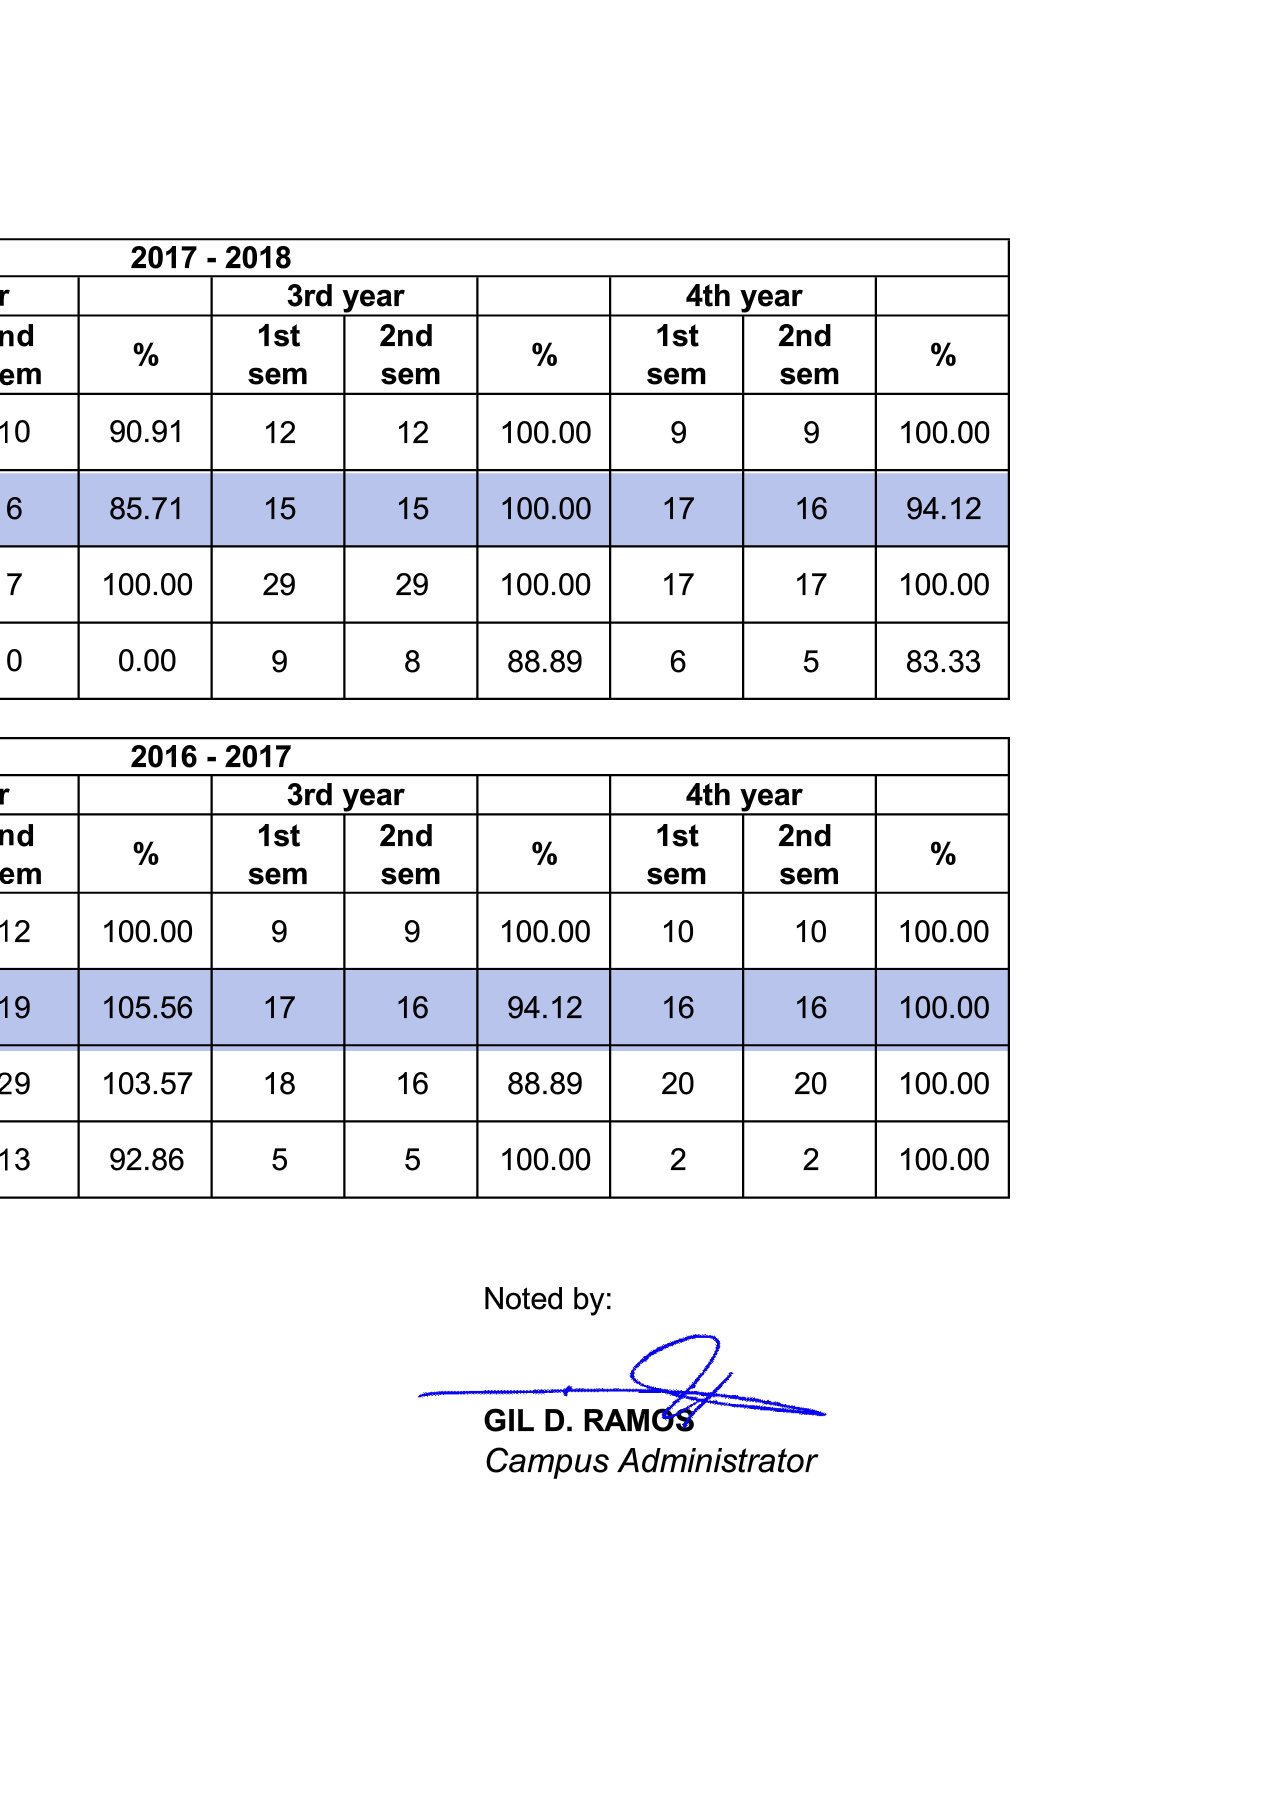 2017 - 2018
r 3rd year 4th year
nd % 1st 2nd % 1st 2nd %
em sem sem sem sem
10 90.91 12 12 100.00 9 9 100.00
6 85.71 15 15 100.00 17 16 94.12
7 100.00 29 29 100.00 17 17 100.00
0 0.00 9 8 88.89 6 5 83.33
2016 - 2017
r 3rd year 4th year
nd % 1st 2nd % 1st 2nd %
em sem sem sem sem
12 100.00 9 9 100.00 10 10 100.00
19 105.56 17 16 94.12 16 16 100.00
29 103.57 18 16 88.89 20 20 100.00
13 92.86 5 5 100.00 2 2 100.00
Noted by:
GIL D. RAMOS
Campus Administrator